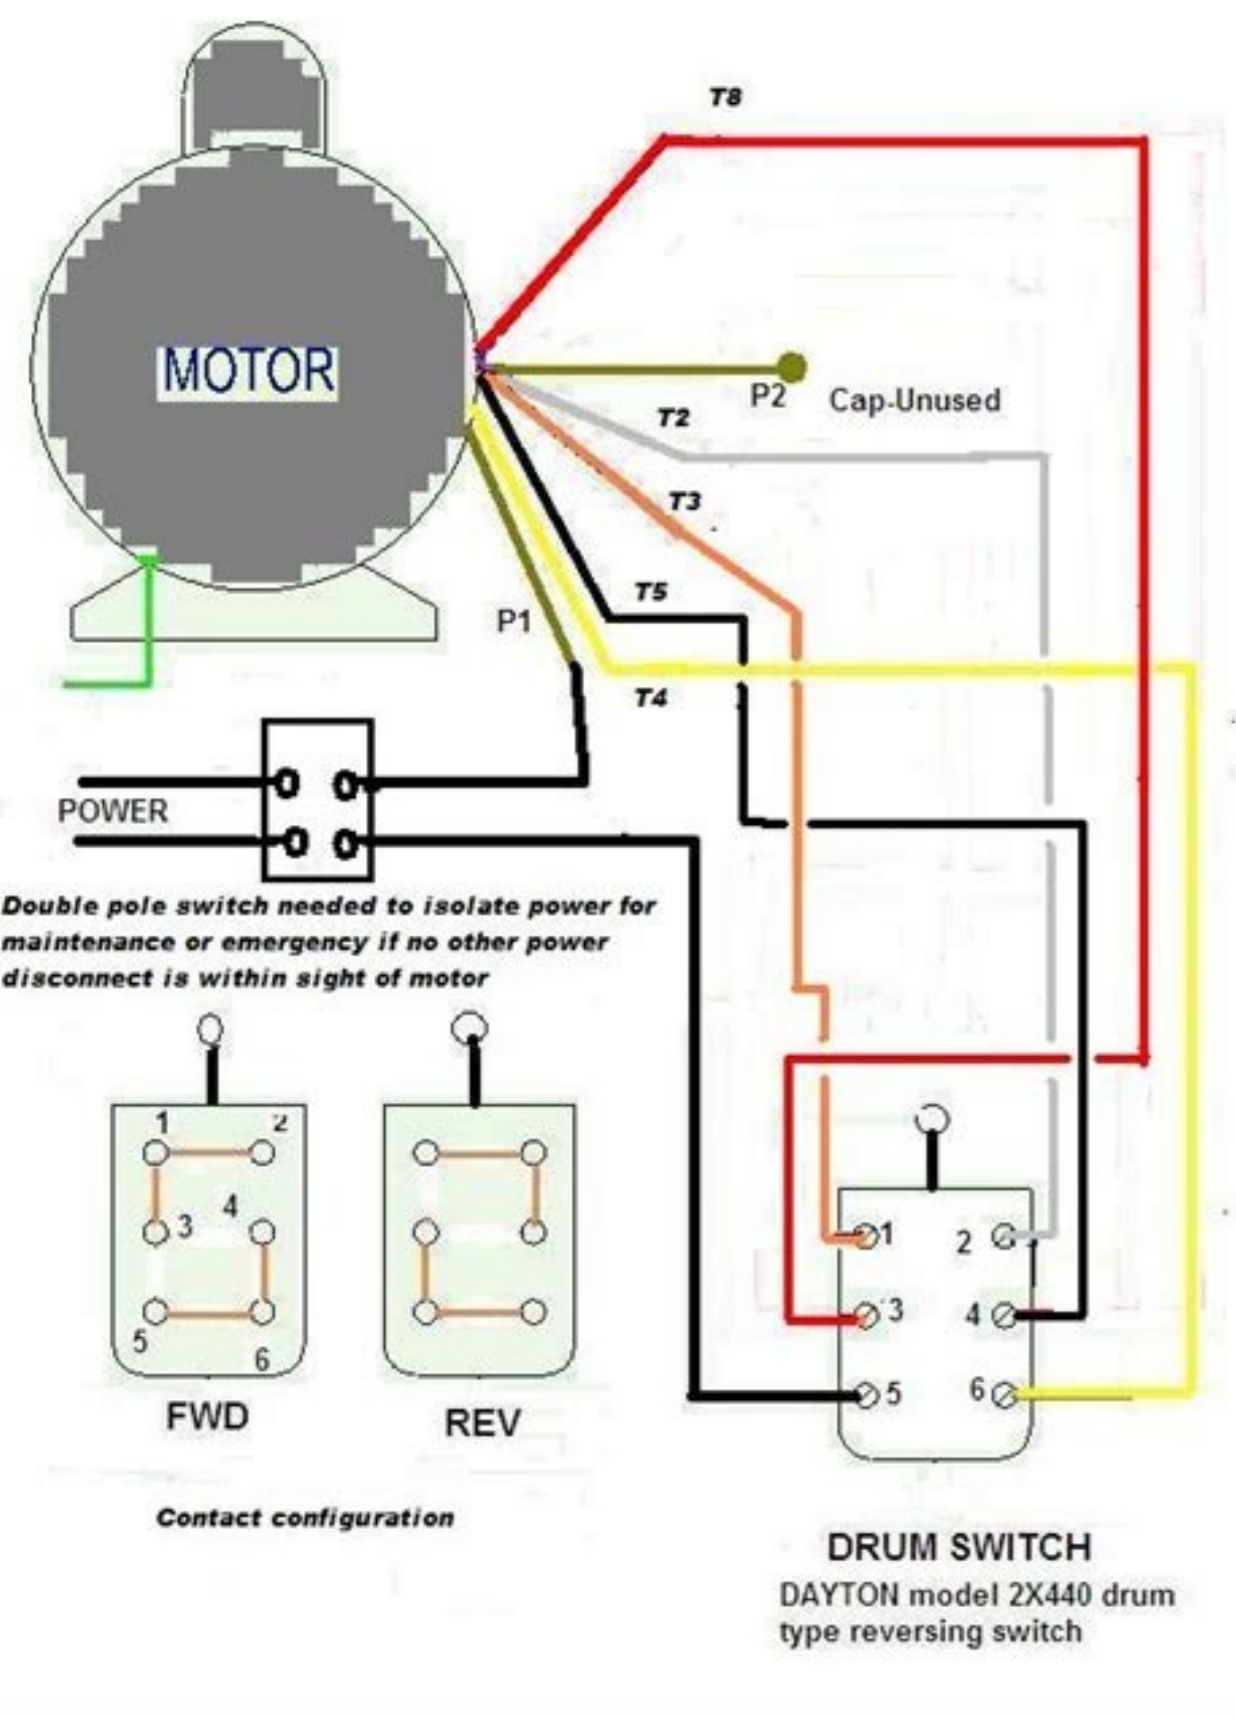 T8
MOTOR
P2
Cap-Unused
T2
T3
T5
P1
T4
POWER
Double pole switch needed to isolate power for
maintenance or emergency if no other power
disconnect is within sight of motor
1 2
3 4
5 6
FWD
REV
Contact configuration
1 2
3 4
5 6
DRUM SWITCH
DAYTON model 2X440 drum
type reversing switch